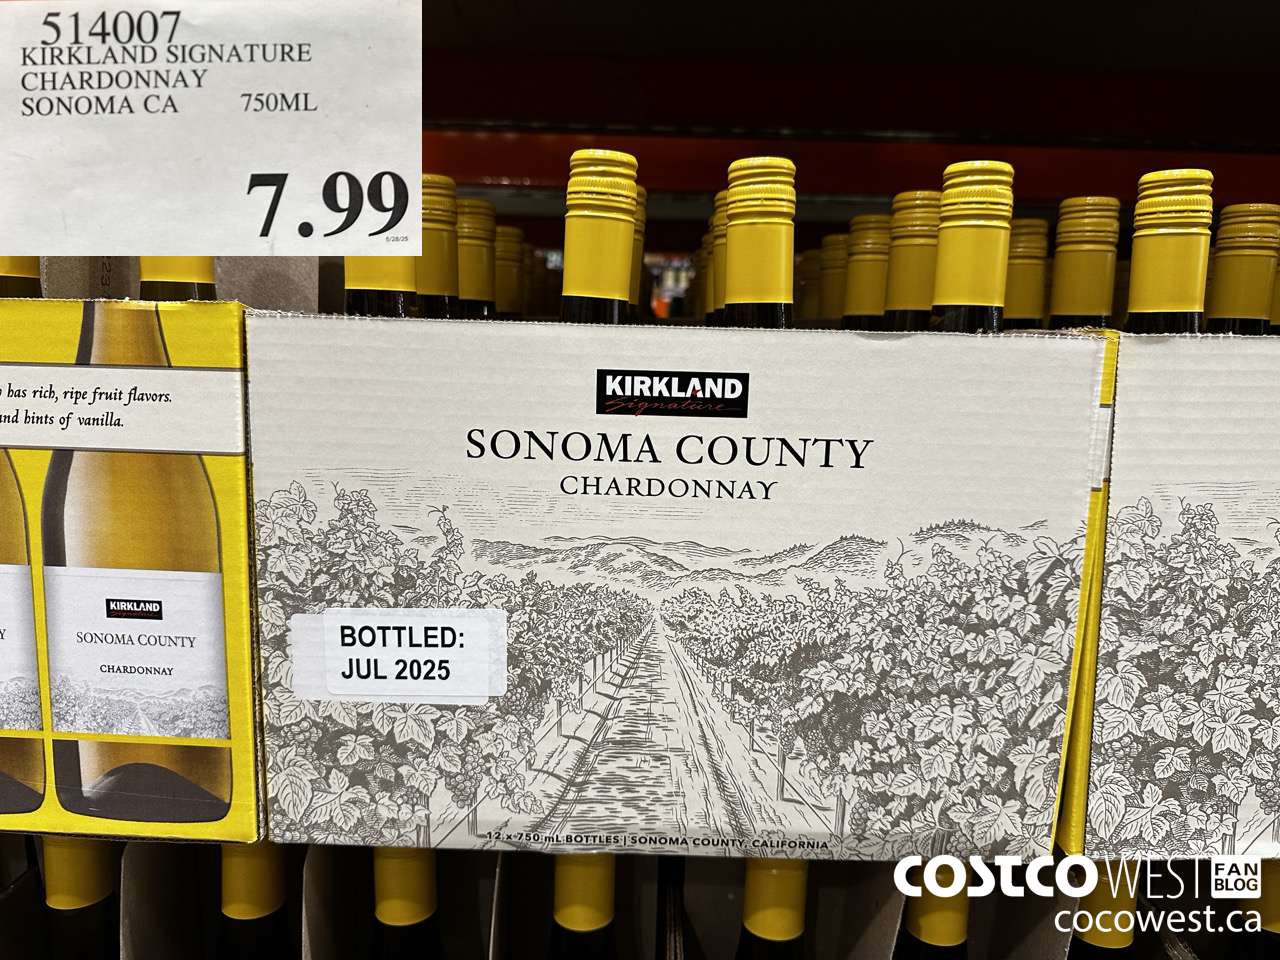 514007
KIRKLAND SIGNATURE
CHARDONNAY
SONOMA CA 750ML
7.99
has rich, ripe fruit flavors.
and hints of vanilla.
KIRKLAND
Signature
SONOMA COUNTY
CHARDONNAY
BOTTLED:
JUL 2025
12 x 750 mL BOTTLES | SONOMA COUNTY, CALIFORNIA
KIRKLAND
Signature
SONOMA COUNTY
CHARDONNAY
Y
COSTCO WEST FAN BLOG
cocowest.ca